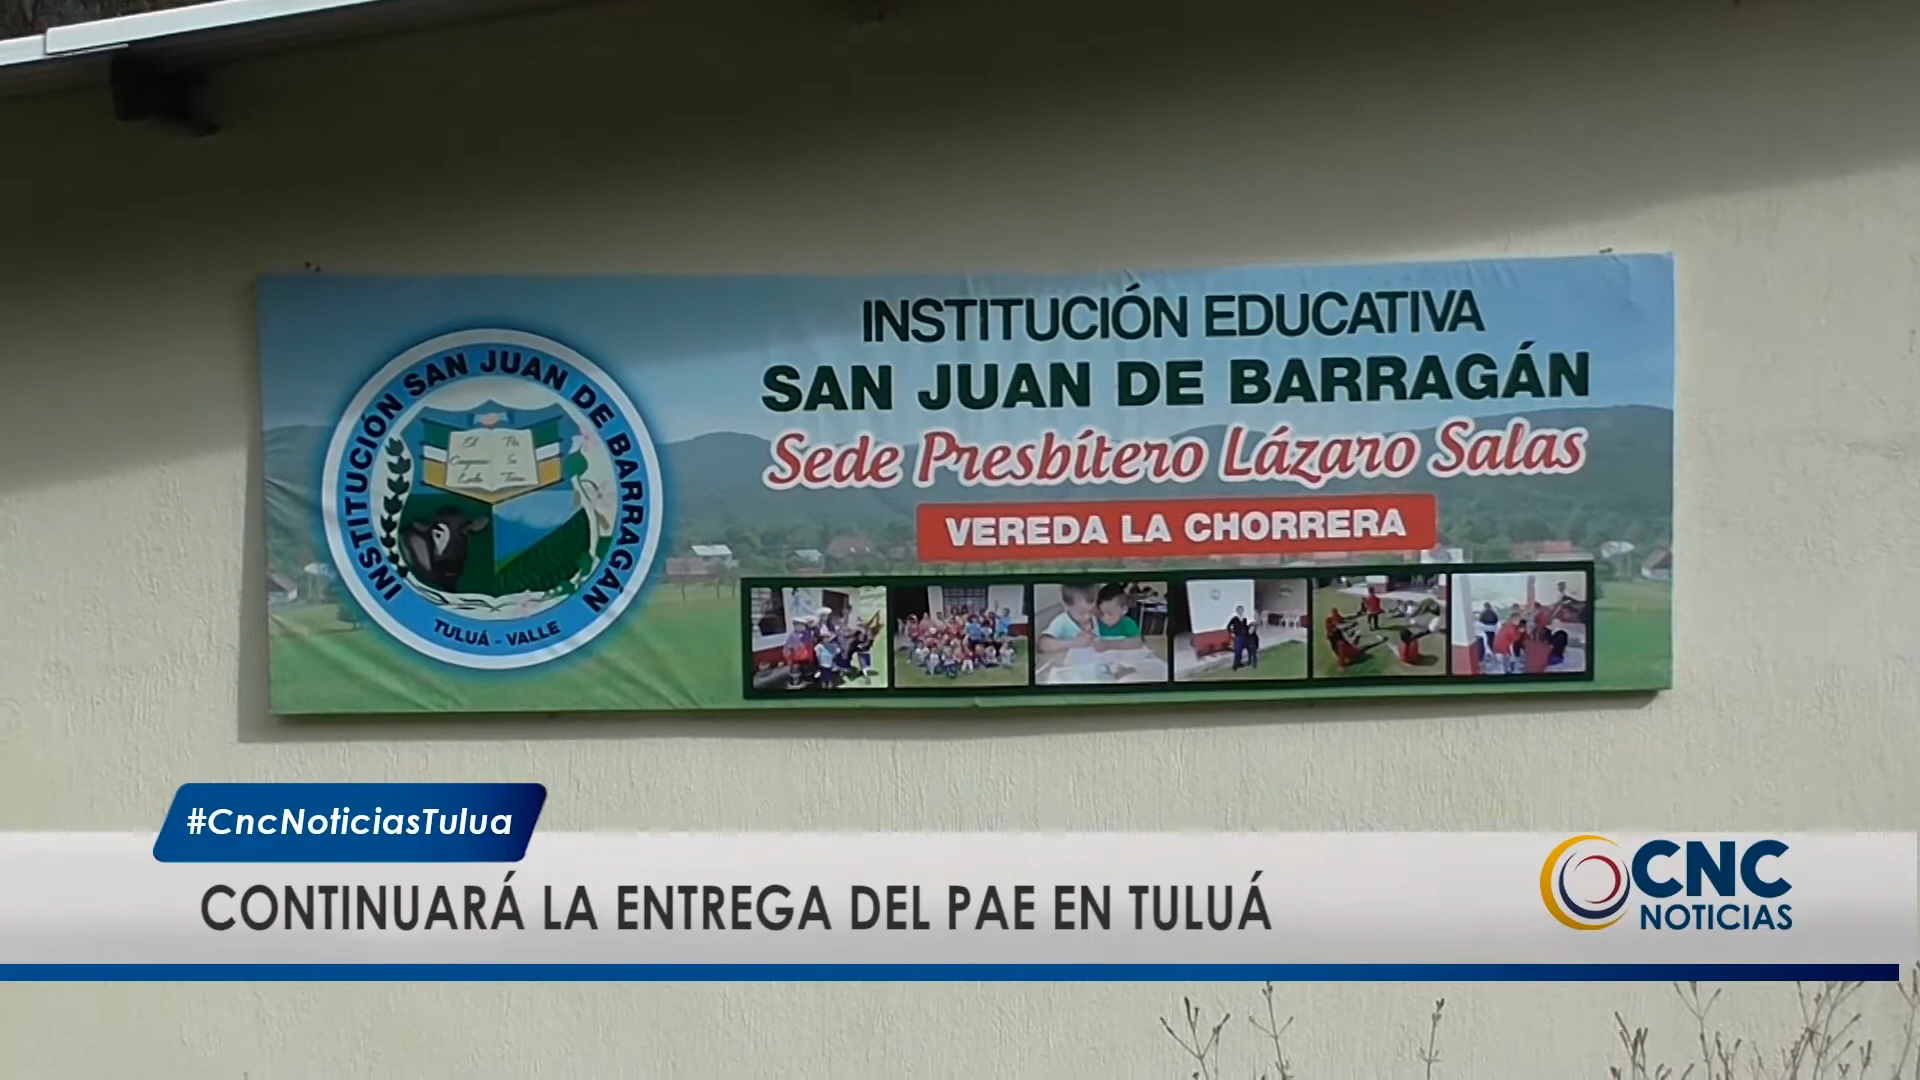 INSTITUCIÓN EDUCATIVA
SAN JUAN DE BARRAGÁN
Sede Presbítero Lázaro Salas
VEREDA LA CHORRERA
INSTITUCIÓN SAN JUAN DE BARRAGÁN
TULUÁ - VALLE
#CncNoticiasTulua
CONTINUARÁ LA ENTREGA DEL PAE EN TULUÁ
CNC
NOTICIAS